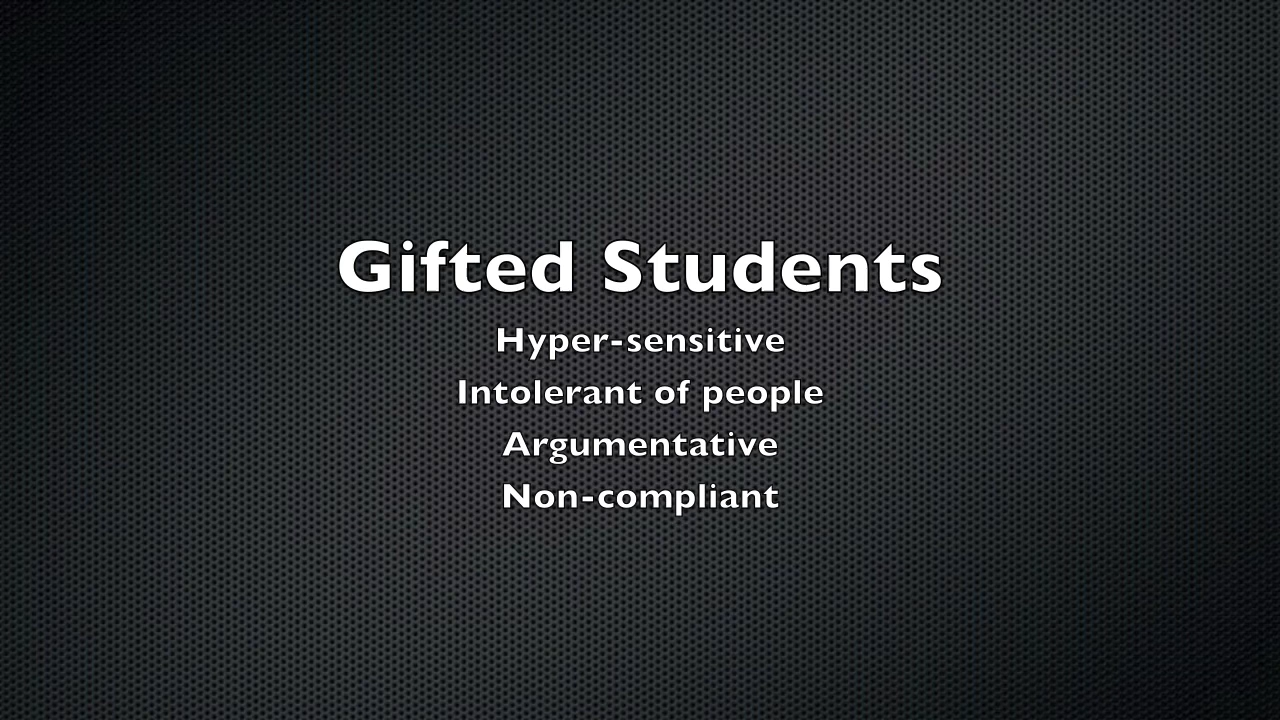 Gifted Students
Hyper-sensitive
Intolerant of people
Argumentative
Non-compliant